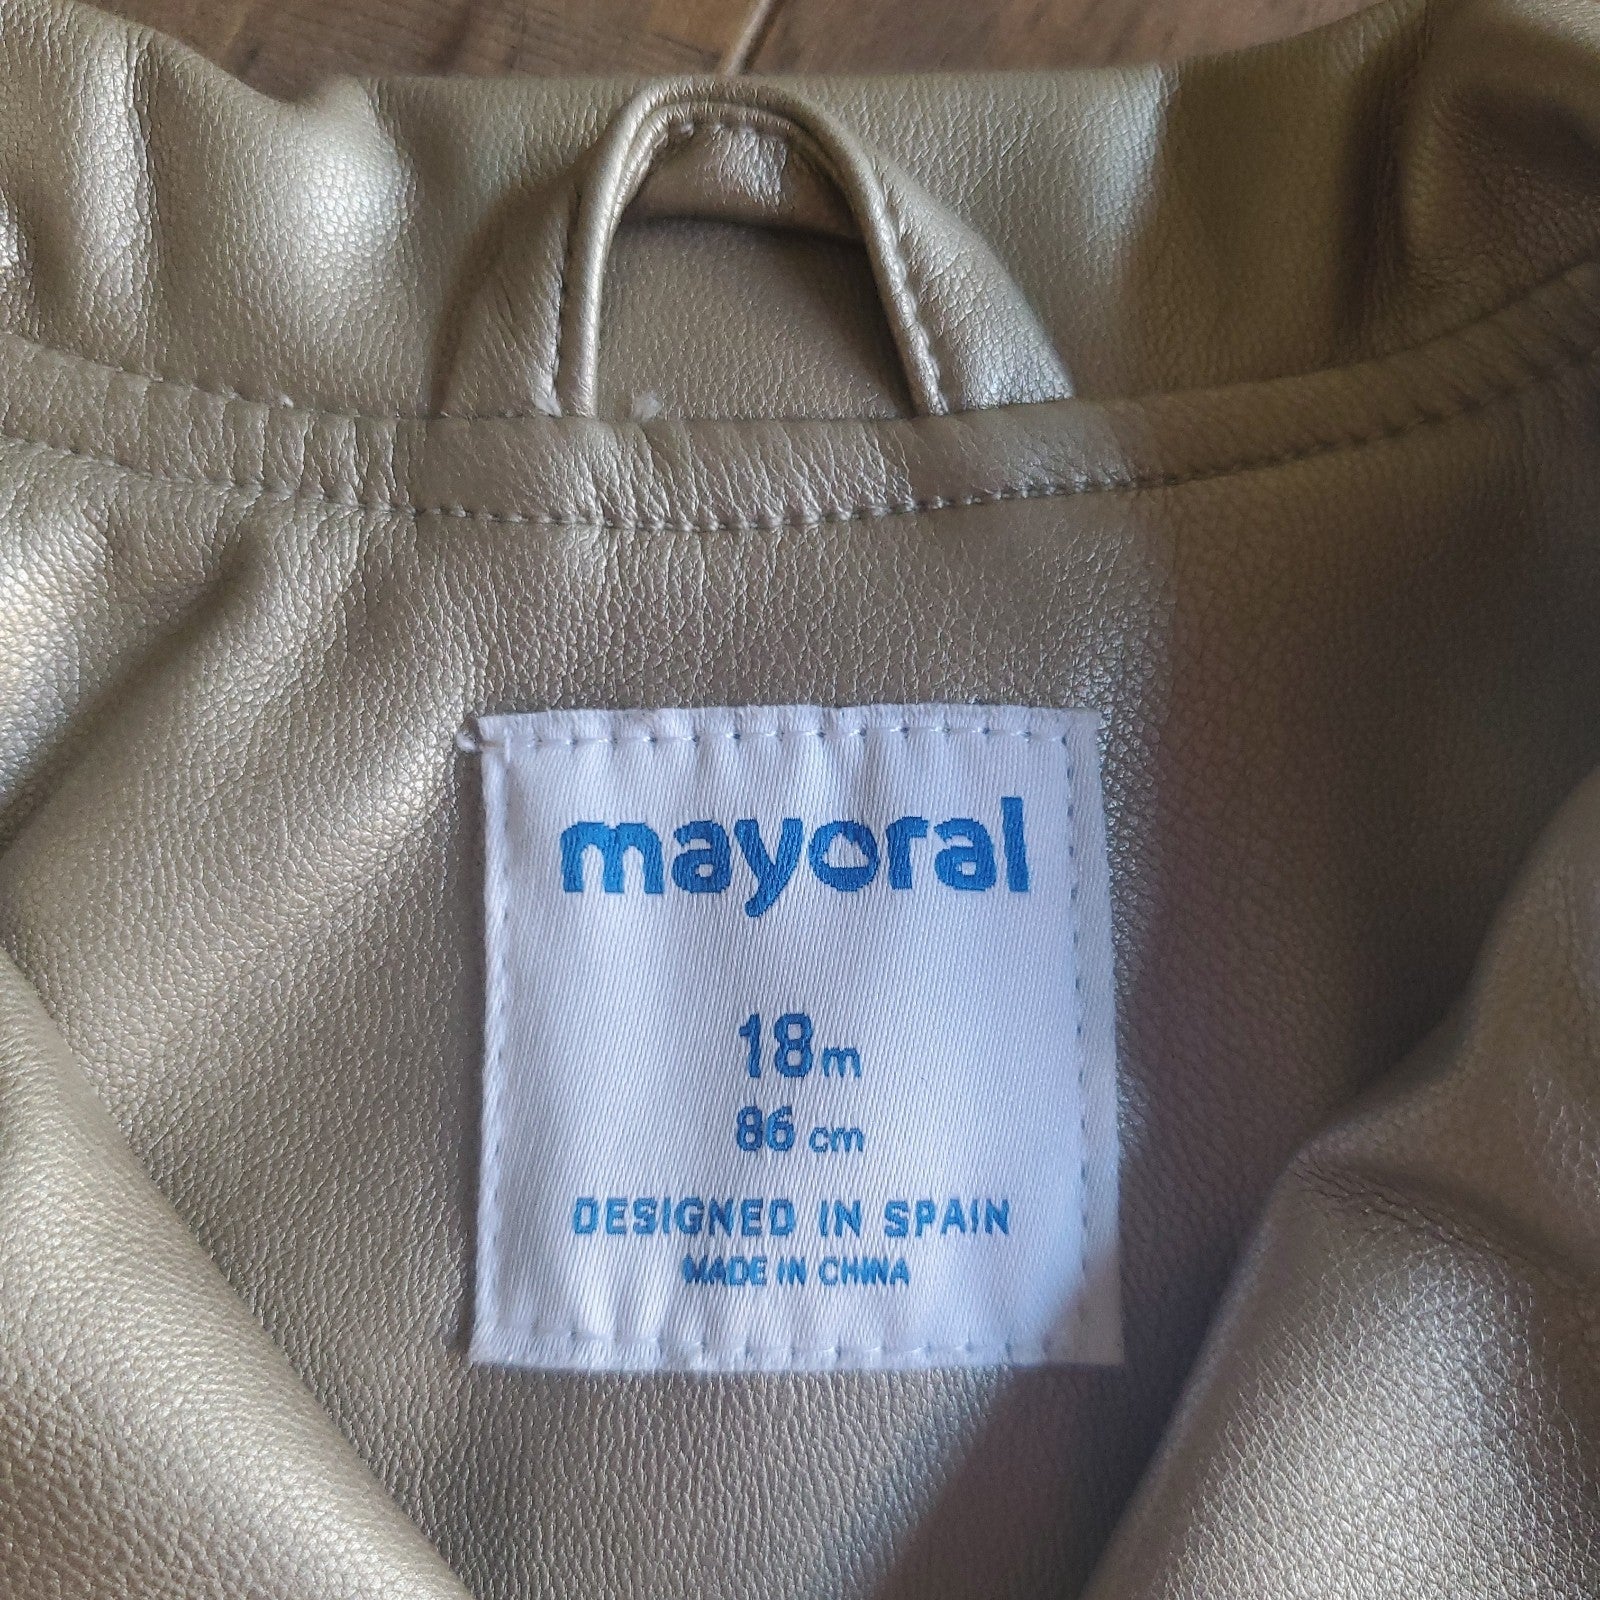 mayoral
18m
86 cm
DESIGNED IN SPAIN
MADE IN CHINA